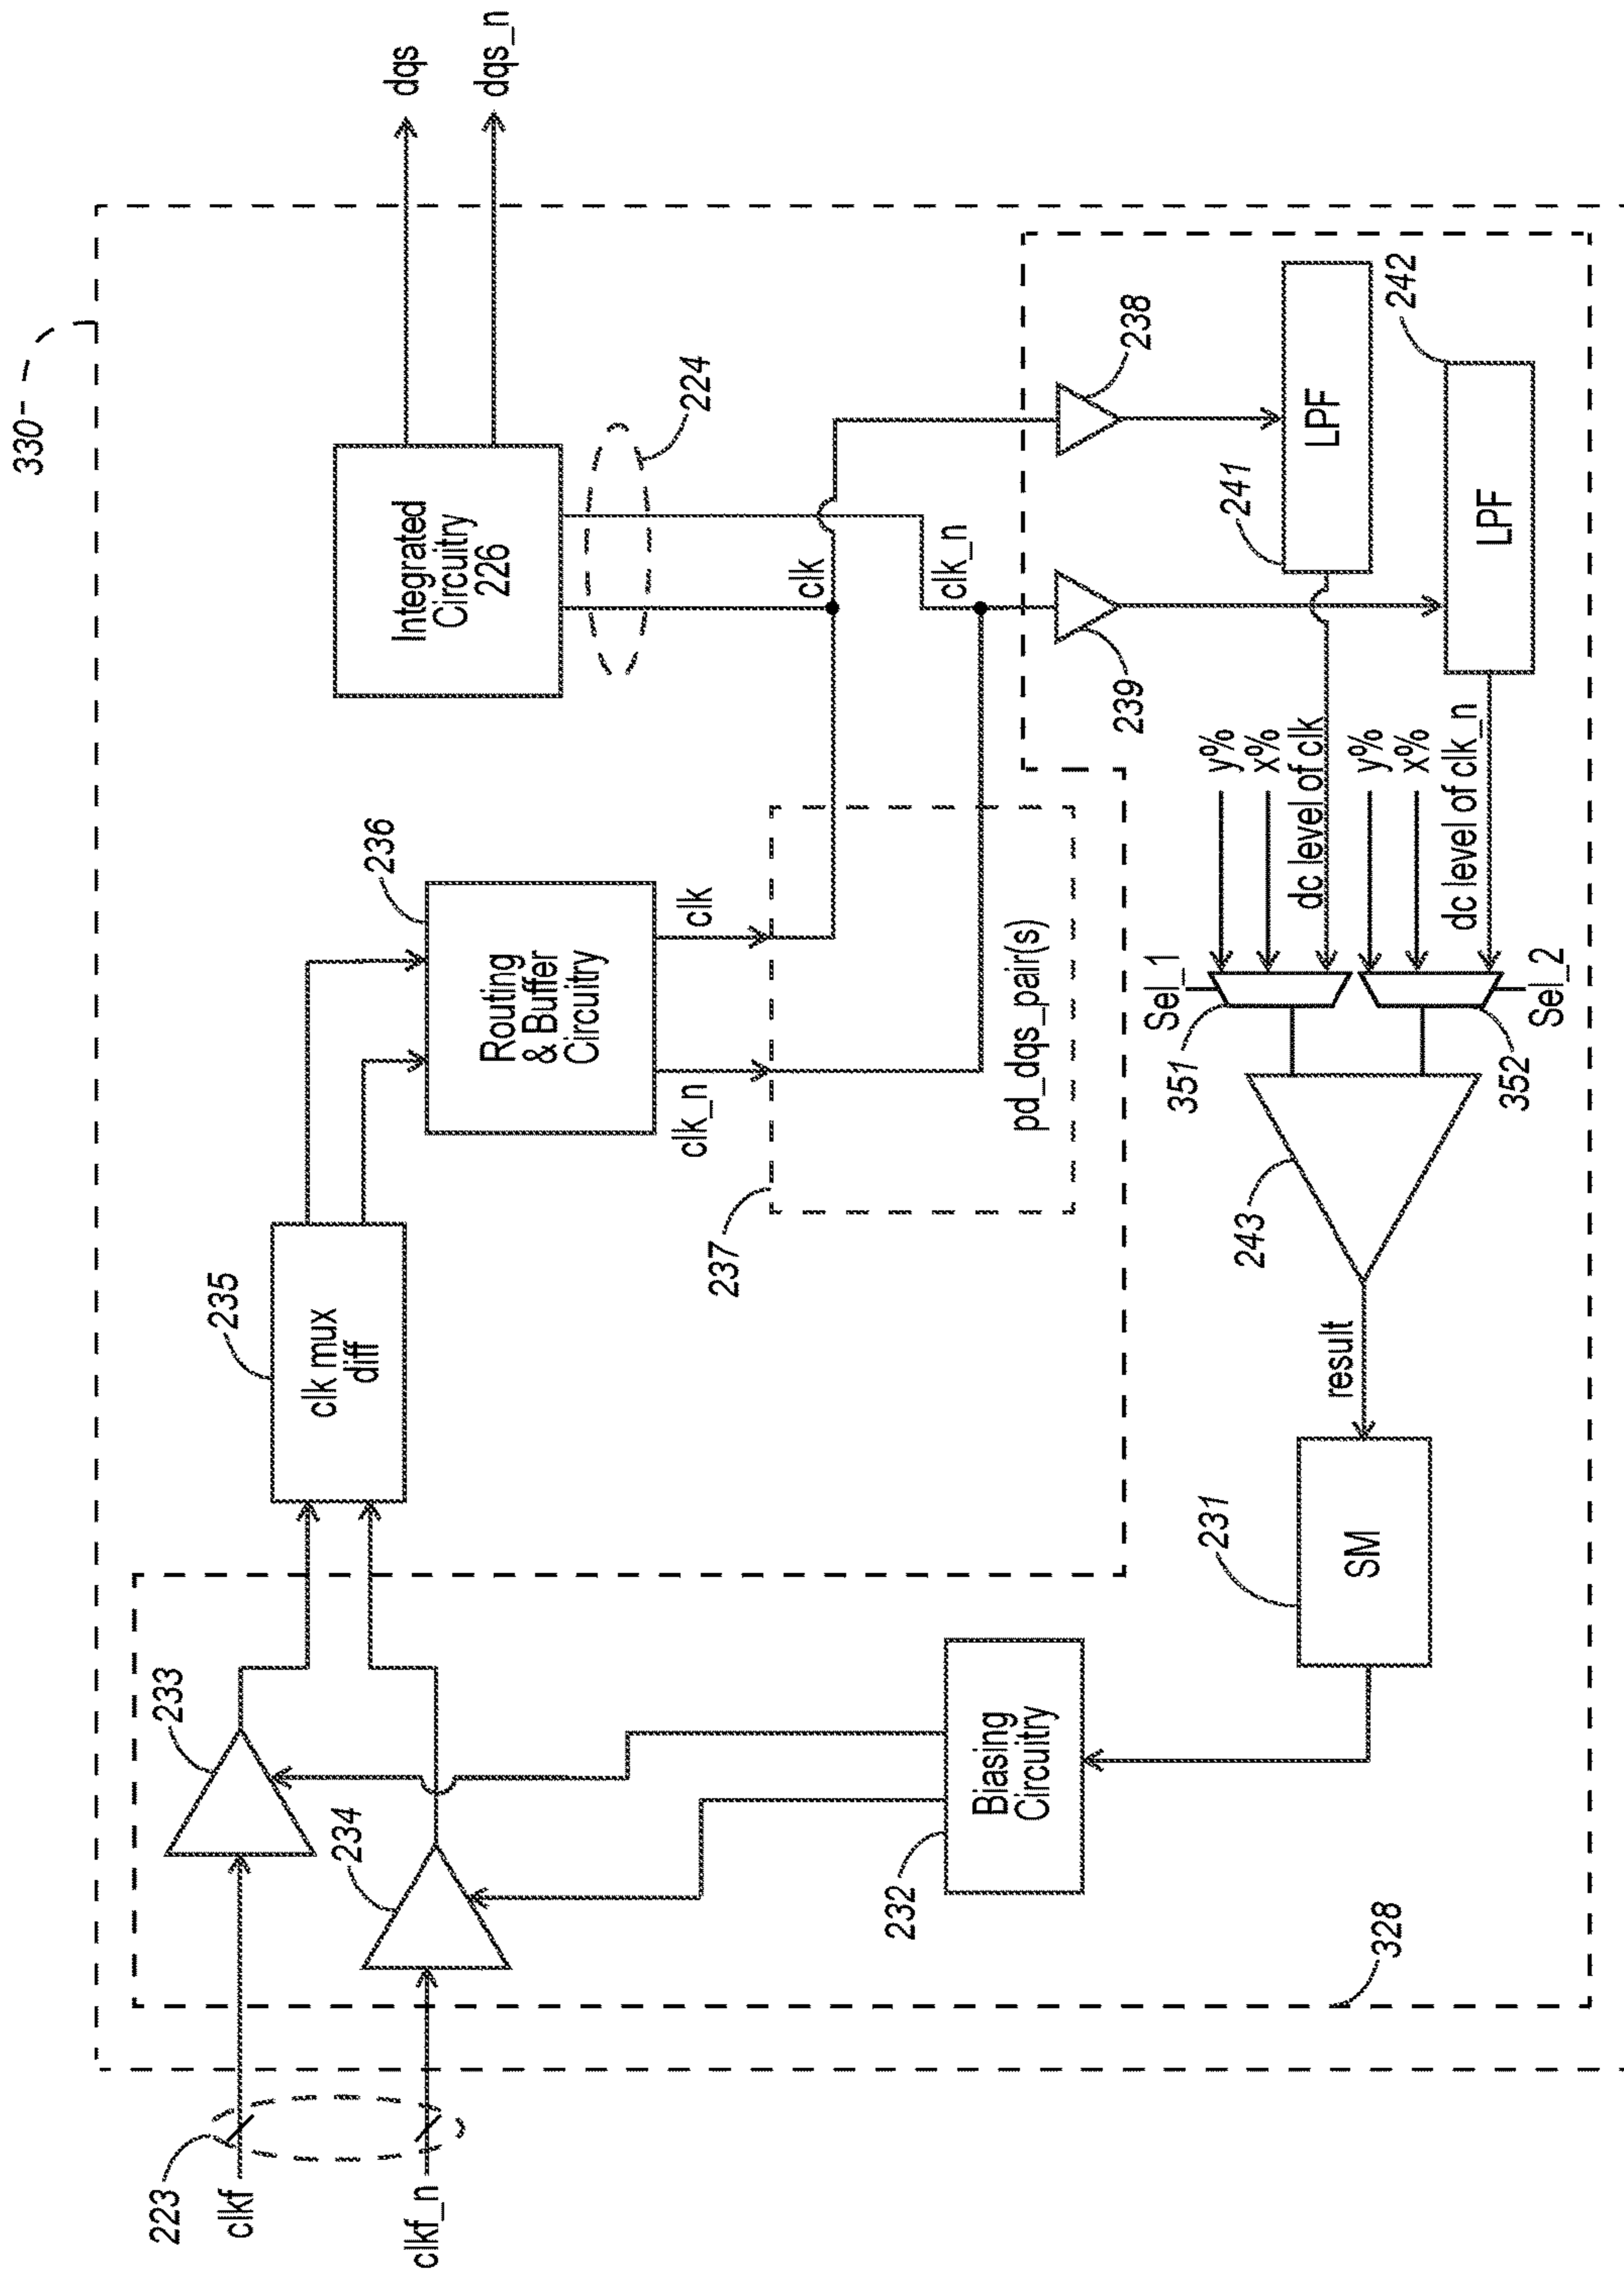 330
223
clkf
clkf_n
233
234
235
clk mux
diff
236
Routing
& Buffer
Circuitry
clk
clk_n
237
pd_dqs_pair(s)
Integrated
Circuitry
226
dqs
dqs_n
224
clk
clk_n
238
239
241
LPF
242
LPF
y%
x%
dc level of clk
y%
x%
dc level of clk_n
Sel_1
351
Sel_2
352
243
result
231
SM
232
Biasing
Circuitry
328